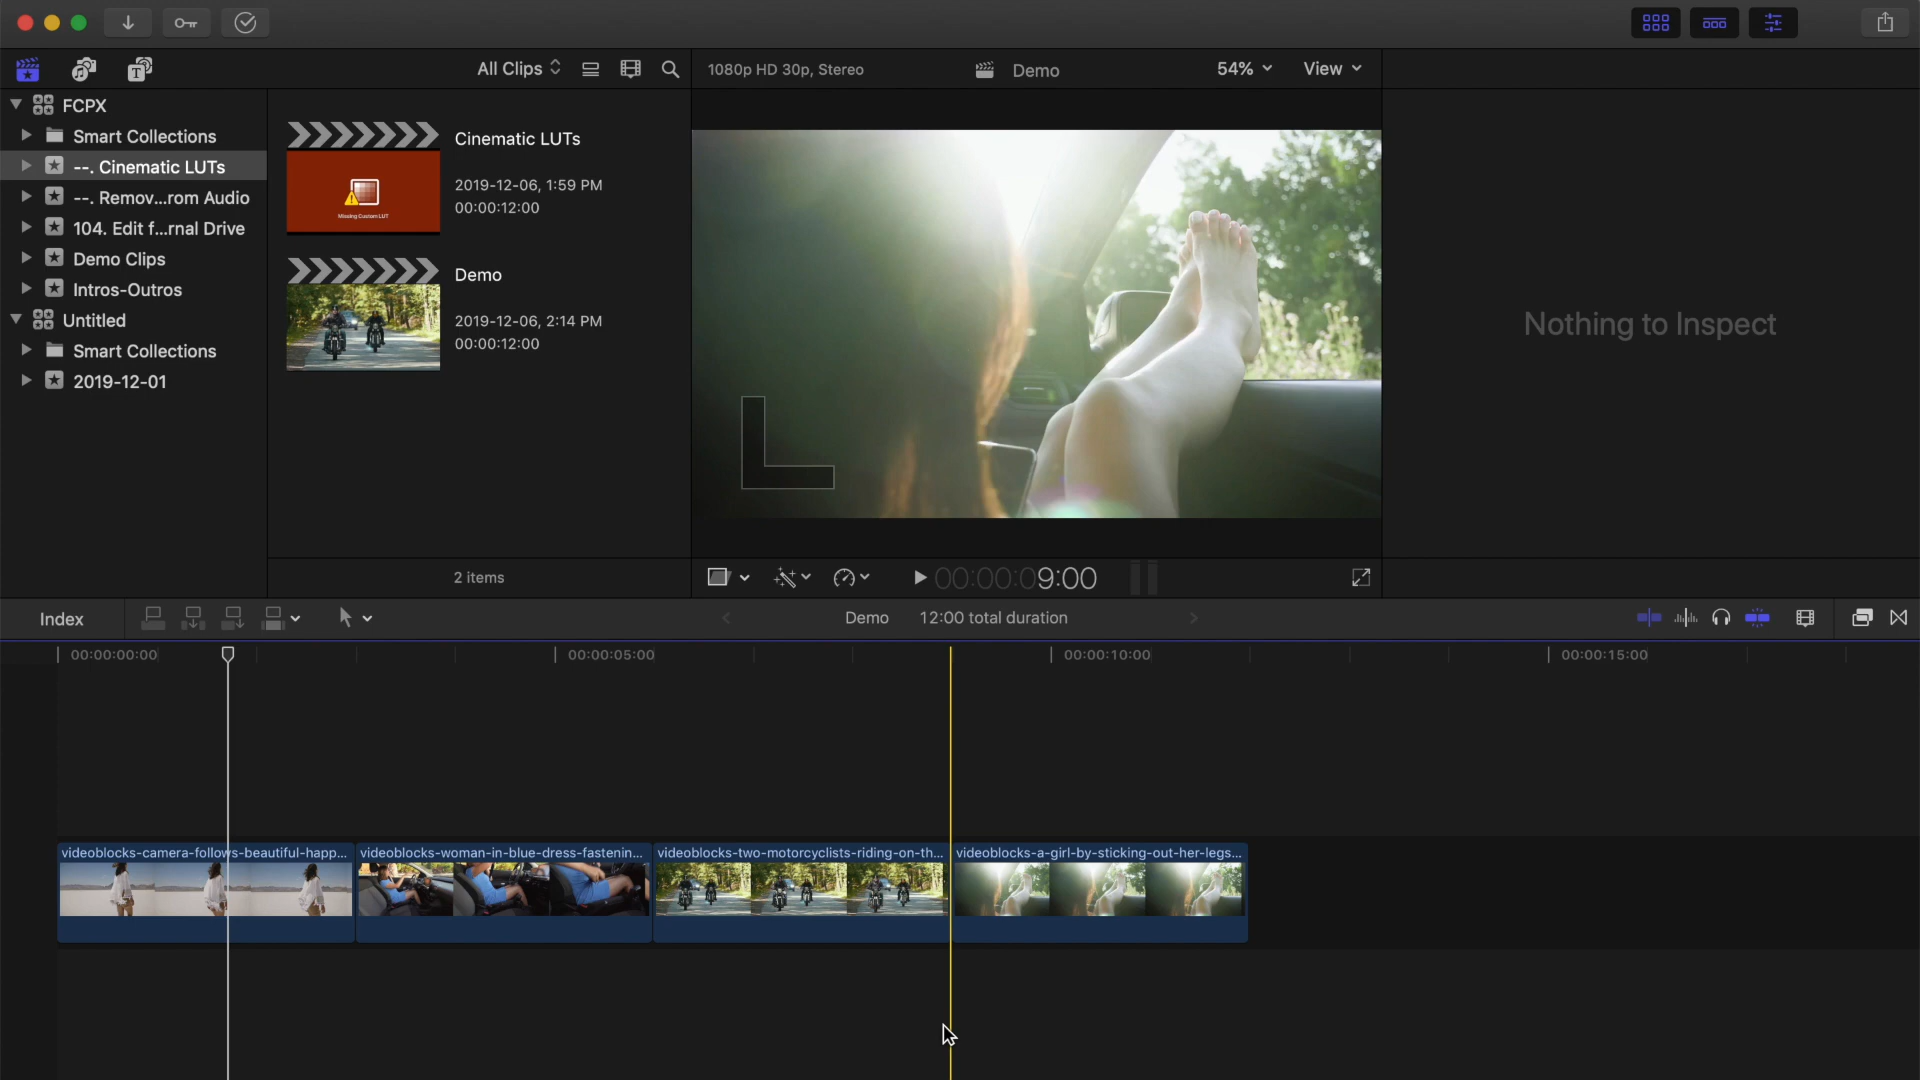 All Clips
1080p HD 30p, Stereo
Demo
54%
View
FCPX
Smart Collections
--. Cinematic LUTs
--. Remov...rom Audio
104. Edit f...rnal Drive
Demo Clips
Intros-Outros
Untitled
Smart Collections
2019-12-01
Cinematic LUTs
2019-12-06, 1:59 PM
00:00:12:00
Missing Custom LUT
Demo
2019-12-06, 2:14 PM
00:00:12:00
2 items
Nothing to Inspect
00:00:09:00
Index
Demo
12:00 total duration
00:00:00:00
00:00:05:00
00:00:10:00
00:00:15:00
videoblocks-camera-follows-beautiful-happ...
videoblocks-woman-in-blue-dress-fastenin...
videoblocks-two-motorcyclists-riding-on-th...
videoblocks-a-girl-by-sticking-out-her-legs...